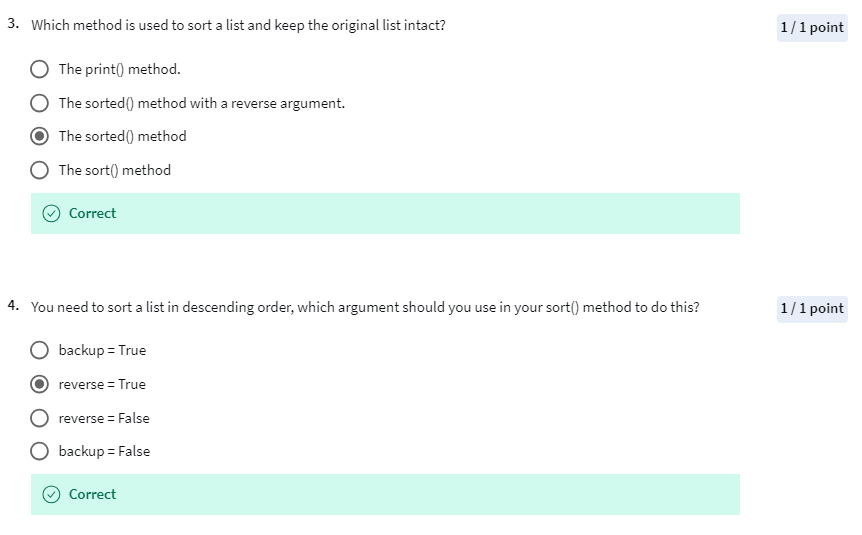 3. Which method is used to sort a list and keep the original list intact?
1 / 1 point
The print() method.
The sorted() method with a reverse argument.
The sorted() method
The sort() method
Correct
4. You need to sort a list in descending order, which argument should you use in your sort() method to do this?
1 / 1 point
backup = True
reverse = True
reverse = False
backup = False
Correct